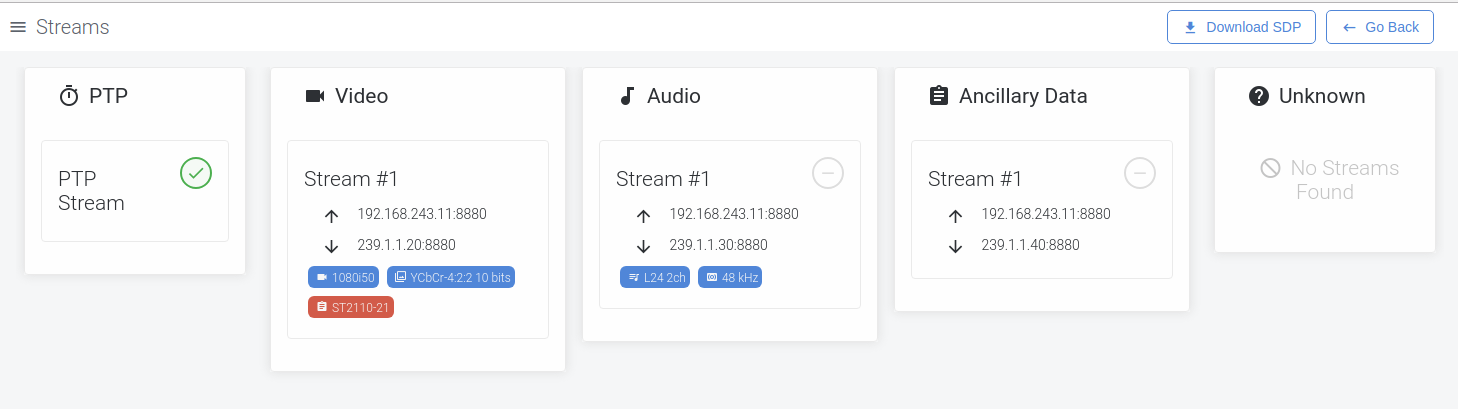 Streams
Download SDP
Go Back
PTP
PTP
Stream
Video
Stream #1
192.168.243.11:8880
239.1.1.20:8880
1080i50
YCbCr-4:2:2 10 bits
ST2110-21
Audio
Stream #1
192.168.243.11:8880
239.1.1.30:8880
L24 2ch
48 kHz
Ancillary Data
Stream #1
192.168.243.11:8880
239.1.1.40:8880
Unknown
No Streams
Found